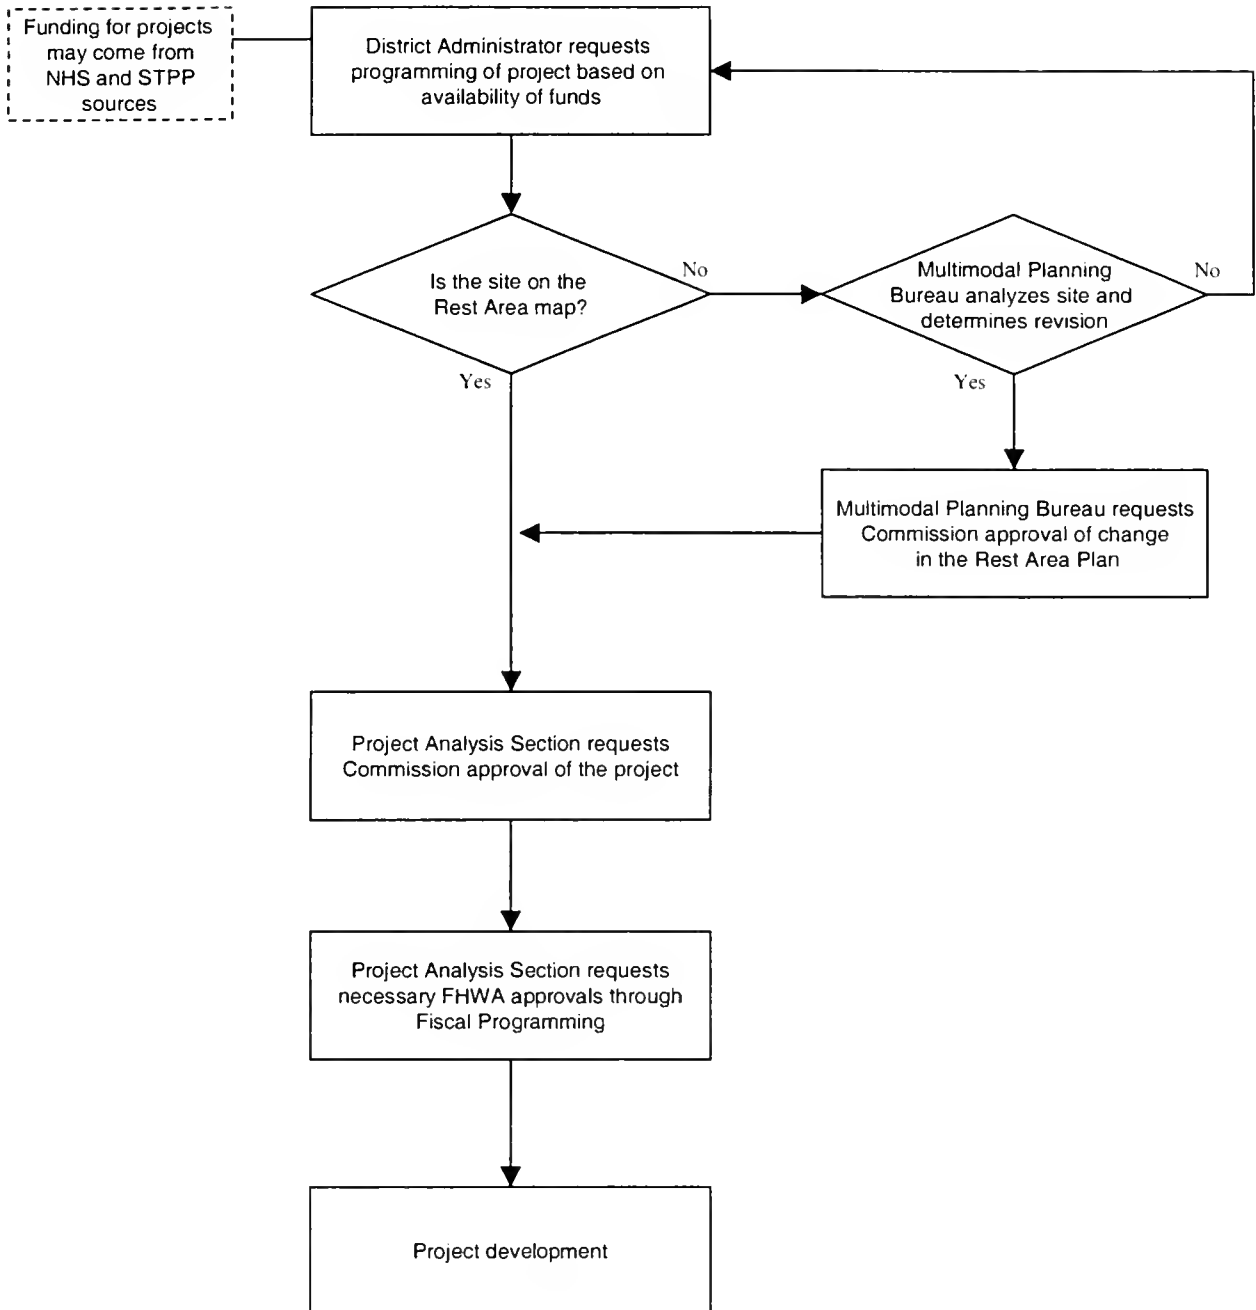 Funding for projects
may come from
NHS and STPP
sources
District Administrator requests
programming of project based on
availability of funds
Is the site on the
Rest Area map?
No
Multimodal Planning
Bureau analyzes site and
determines revision
No
Yes
Yes
Multimodal Planning Bureau requests
Commission approval of change
in the Rest Area Plan
Project Analysis Section requests
Commission approval of the project
Project Analysis Section requests
necessary FHWA approvals through
Fiscal Programming
Project development